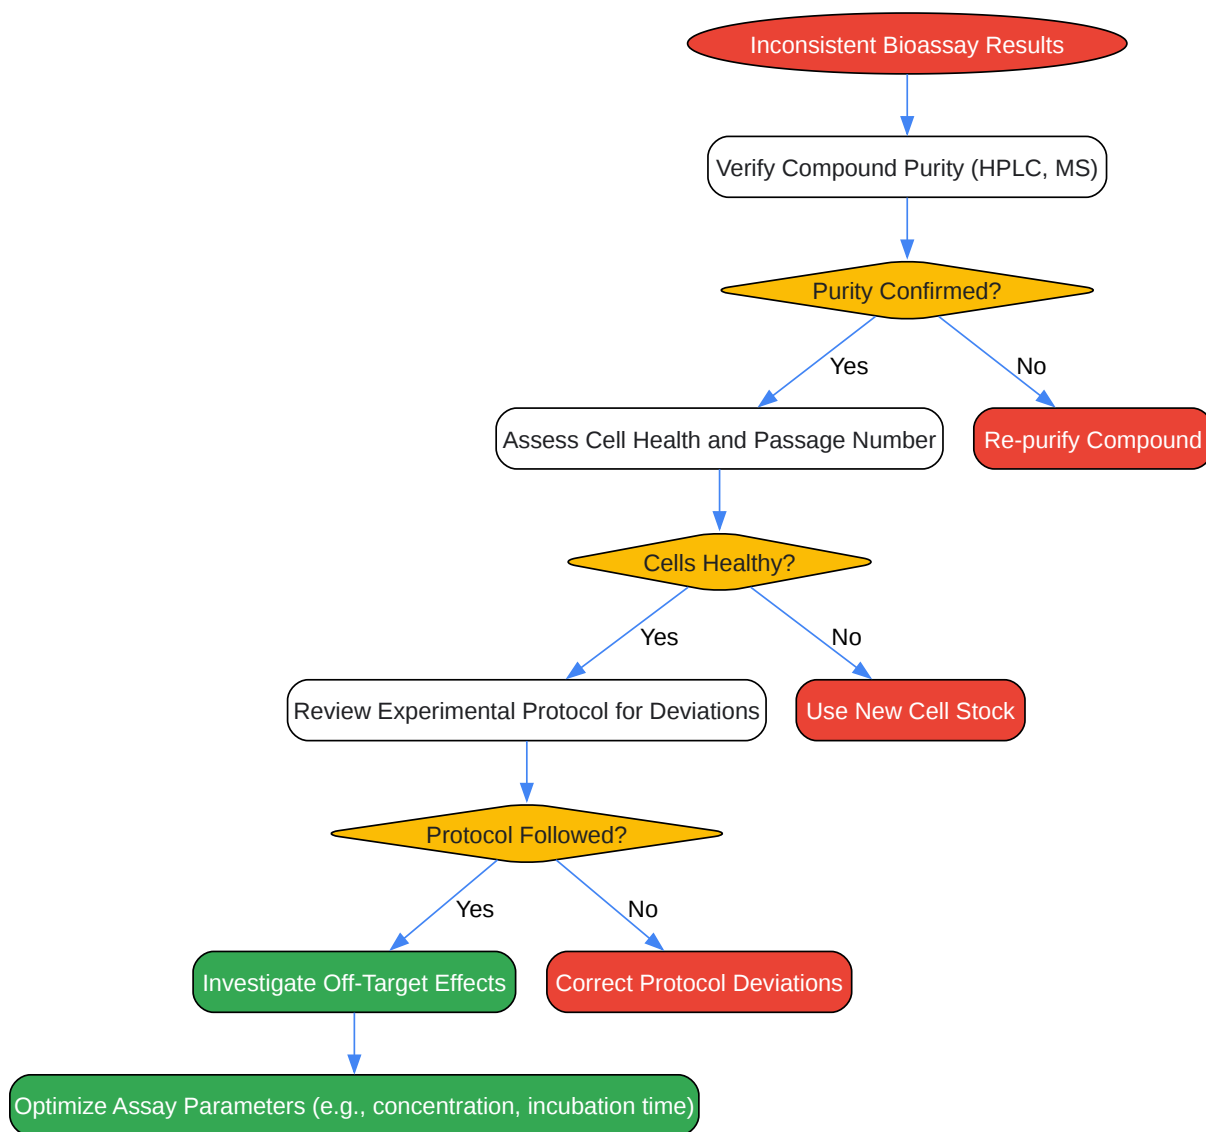 Inconsistent Bioassay Results
Verify Compound Purity (HPLC, MS)
Purity Confirmed?
Yes
No
Assess Cell Health and Passage Number
Re-purify Compound
Cells Healthy?
Yes
No
Review Experimental Protocol for Deviations
Use New Cell Stock
Protocol Followed?
Yes
No
Investigate Off-Target Effects
Correct Protocol Deviations
Optimize Assay Parameters (e.g., concentration, incubation time)